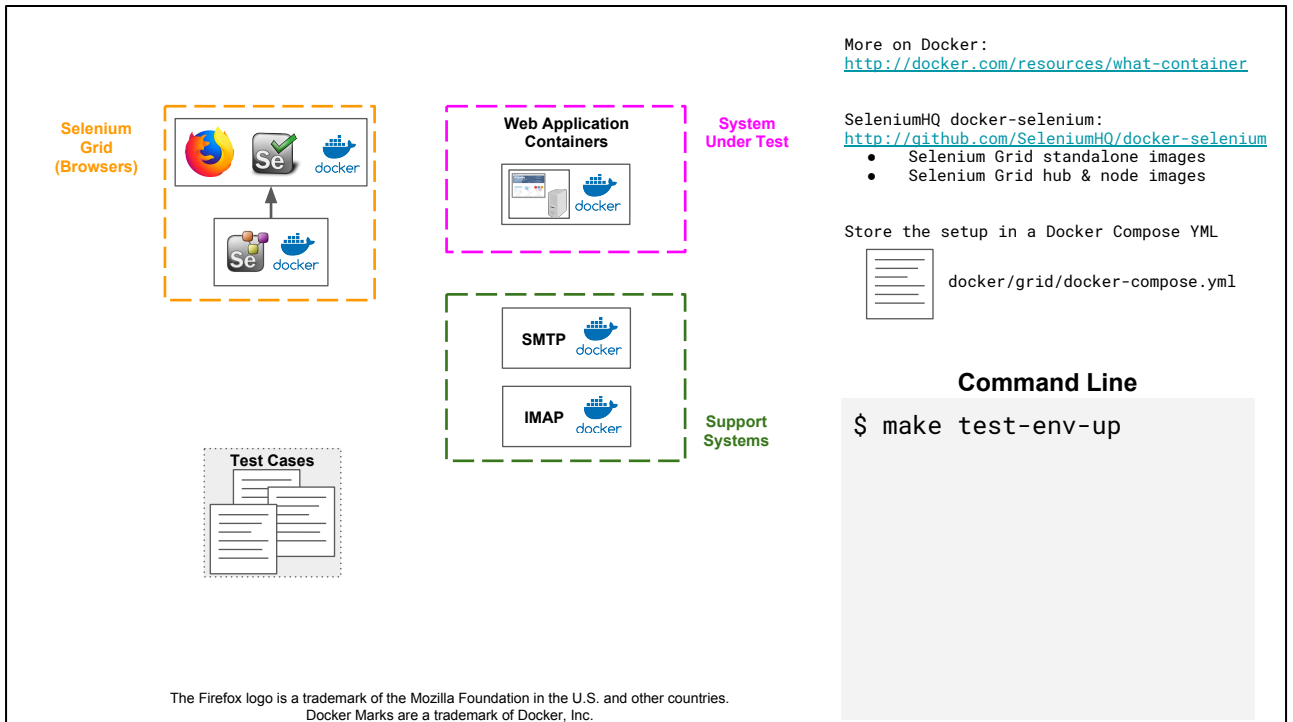 Selenium
Grid
(Browsers)
Se
docker
Se
docker
Web Application
Containers
docker
System
Under Test
SMTP
docker
IMAP
docker
Support
Systems
Test Cases
More on Docker:
http://docker.com/resources/what-container
SeleniumHQ docker-selenium:
http://github.com/SeleniumHQ/docker-selenium
● Selenium Grid standalone images
● Selenium Grid hub & node images
Store the setup in a Docker Compose YML
docker/grid/docker-compose.yml
Command Line
$ make test-env-up
The Firefox logo is a trademark of the Mozilla Foundation in the U.S. and other countries.
Docker Marks are a trademark of Docker, Inc.